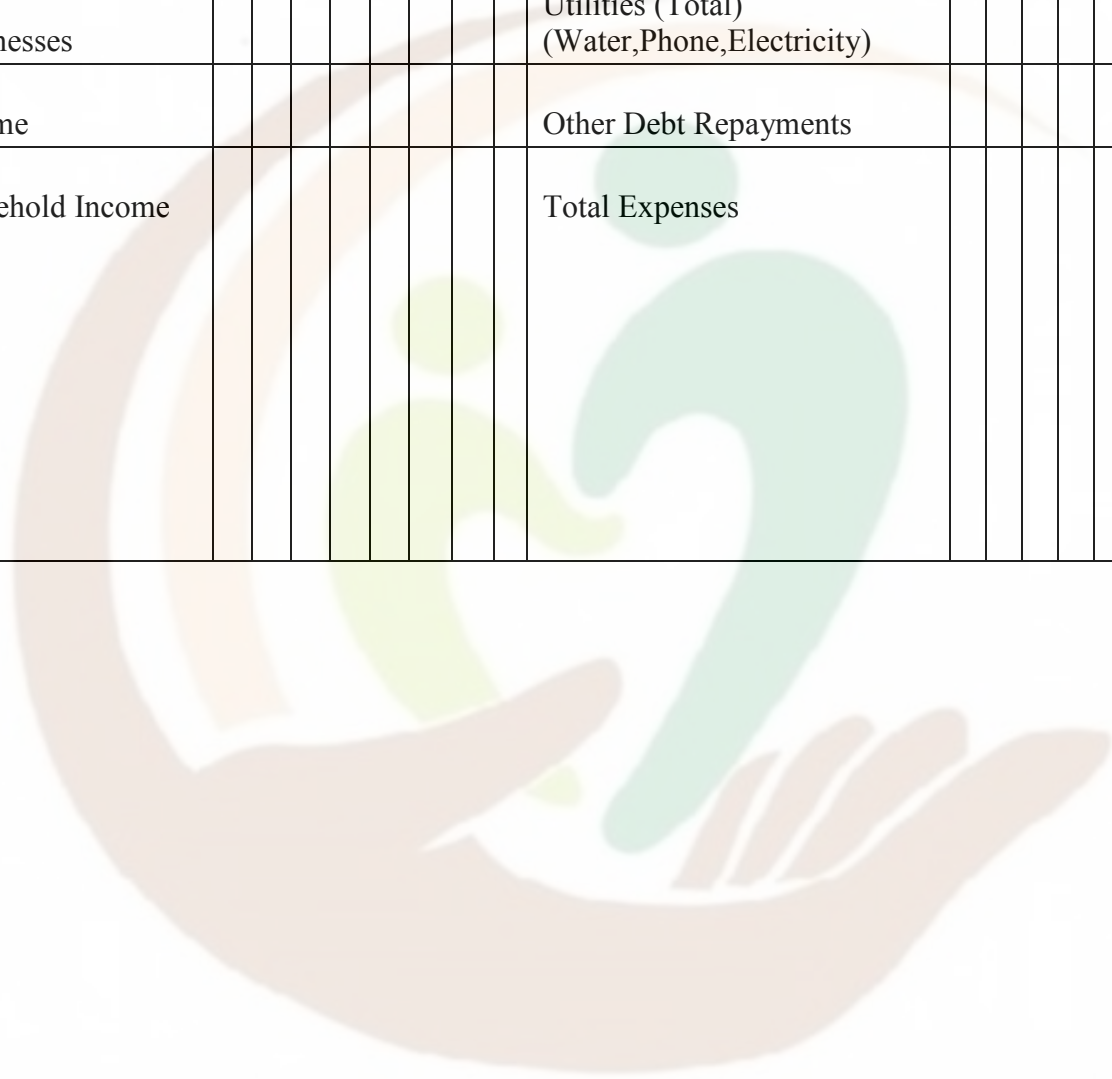 nesses
Utilities (Total)
(Water,Phone,Electricity)
me
Other Debt Repayments
ehold Income
Total Expenses